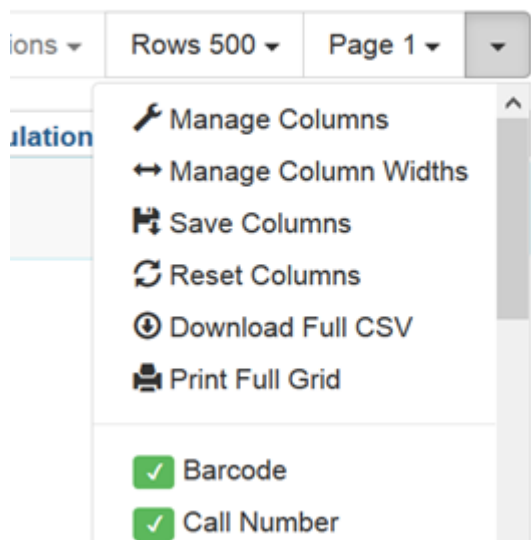 ions Rows 500 Page 1
Manage Columns
ulation
Manage Column Widths
Save Columns
Reset Columns
Download Full CSV
Print Full Grid
Barcode
Call Number